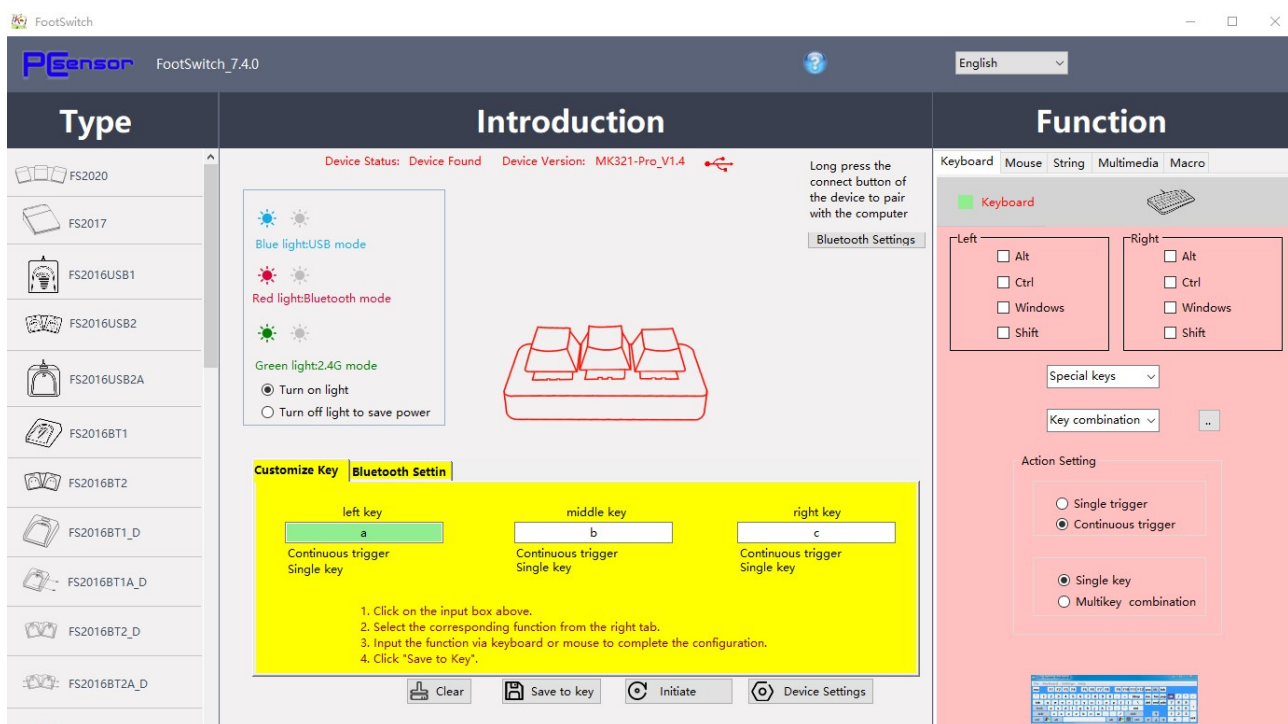 FootSwitch
PCsensor FootSwitch_7.4.0 English
Type
FS2020
FS2017
FS2016USB1
FS2016USB2
FS2016USB2A
FS2016BT1
FS2016BT2
FS2016BT1_D
FS2016BT1A_D
FS2016BT2_D
FS2016BT2A_D
Introduction
Device Status: Device Found Device Version: MK321-Pro_V1.4
Long press the
connect button of
the device to pair
with the computer
Bluetooth Settings
Blue light:USB mode
Red light:Bluetooth mode
Green light:2.4G mode
Turn on light
Turn off light to save power
Customize Key Bluetooth Settin
left key middle key right key
a b c
Continuous trigger Continuous trigger Continuous trigger
Single key Single key Single key
1. Click on the input box above.
2. Select the corresponding function from the right tab.
3. Input the function via keyboard or mouse to complete the configuration.
4. Click "Save to Key".
Clear Save to key Initiate Device Settings
Function
Keyboard Mouse String Multimedia Macro
Keyboard
Left Right
Alt Alt
Ctrl Ctrl
Windows Windows
Shift Shift
Special keys
Key combination ..
Action Setting
Single trigger
Continuous trigger
Single key
Multikey combination